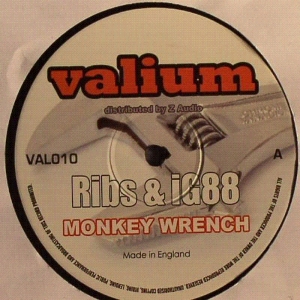 valium
distributed by Z Audio
VAL010
A
Ribs & iG88
MONKEY WRENCH
Made in England